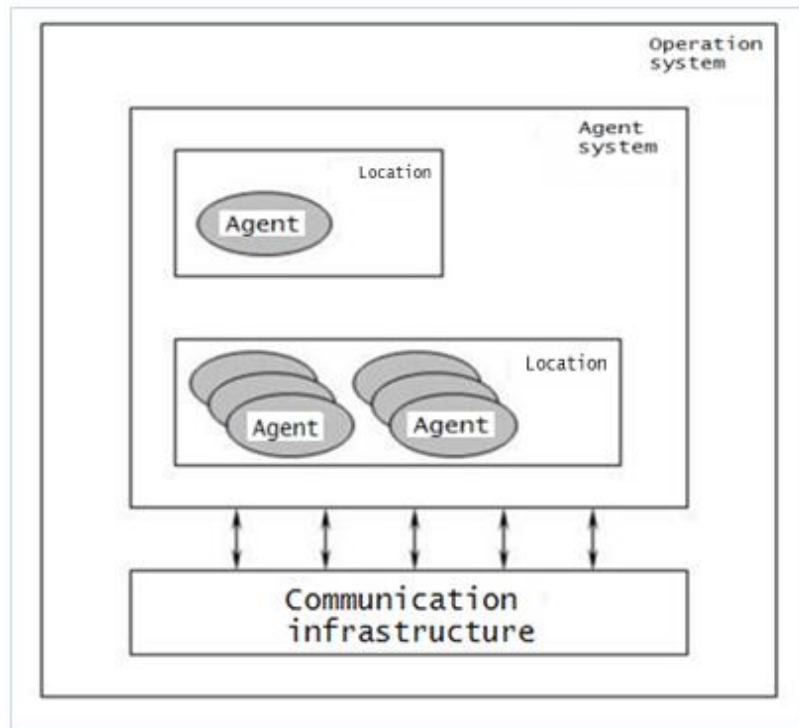 Operation
system
Agent
system
Location
Agent
Location
Agent
Agent
Communication
infrastructure